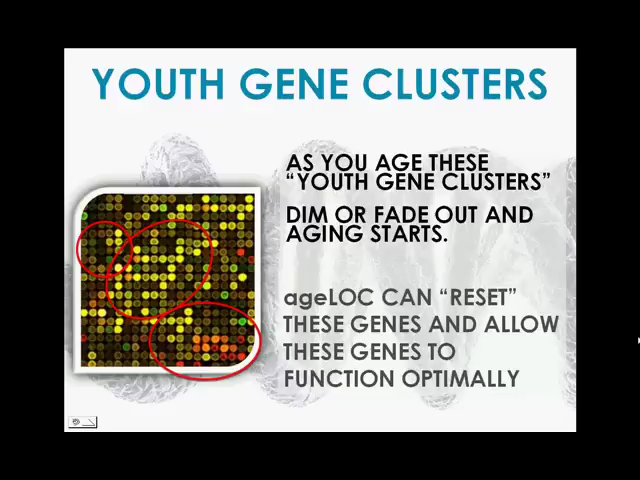 YOUTH GENE CLUSTERS
AS YOU AGE THESE
“YOUTH GENE CLUSTERS”
DIM OR FADE OUT AND
AGING STARTS.
ageLOC CAN “RESET”
THESE GENES AND ALLOW
THESE GENES TO
FUNCTION OPTIMALLY